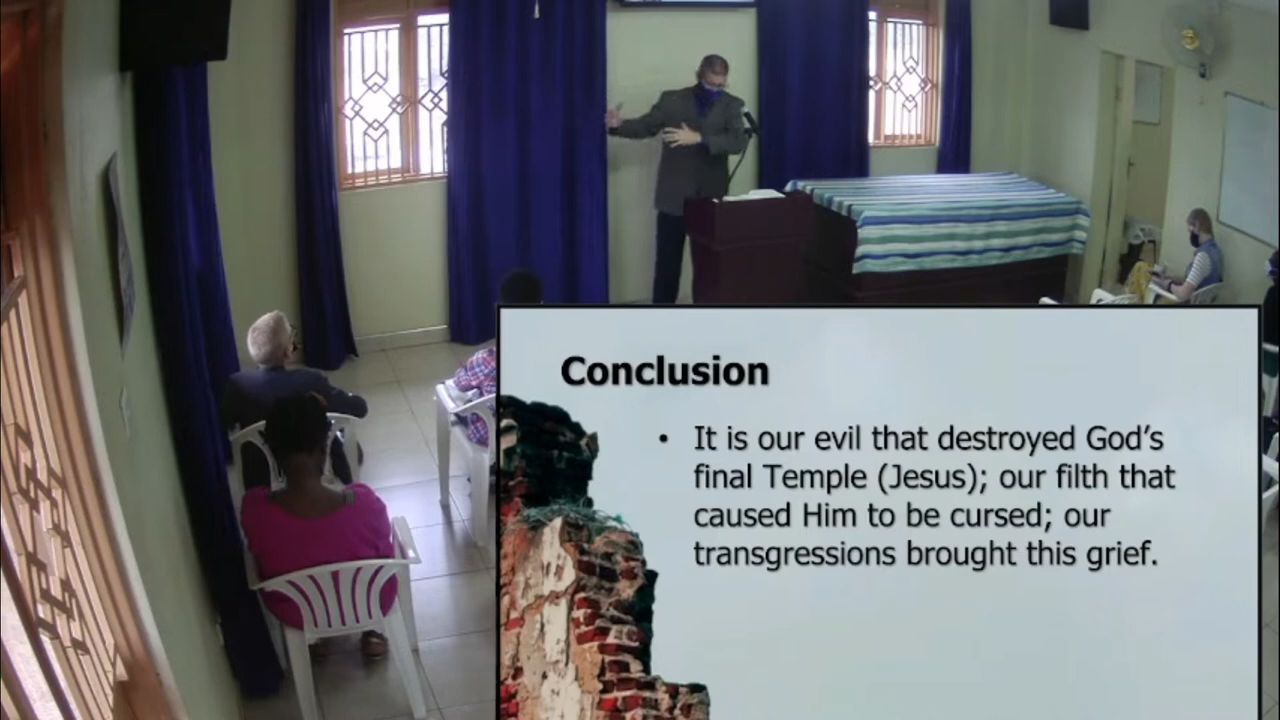 Conclusion
• It is our evil that destroyed God's
final Temple (Jesus); our filth that
caused Him to be cursed; our
transgressions brought this grief.